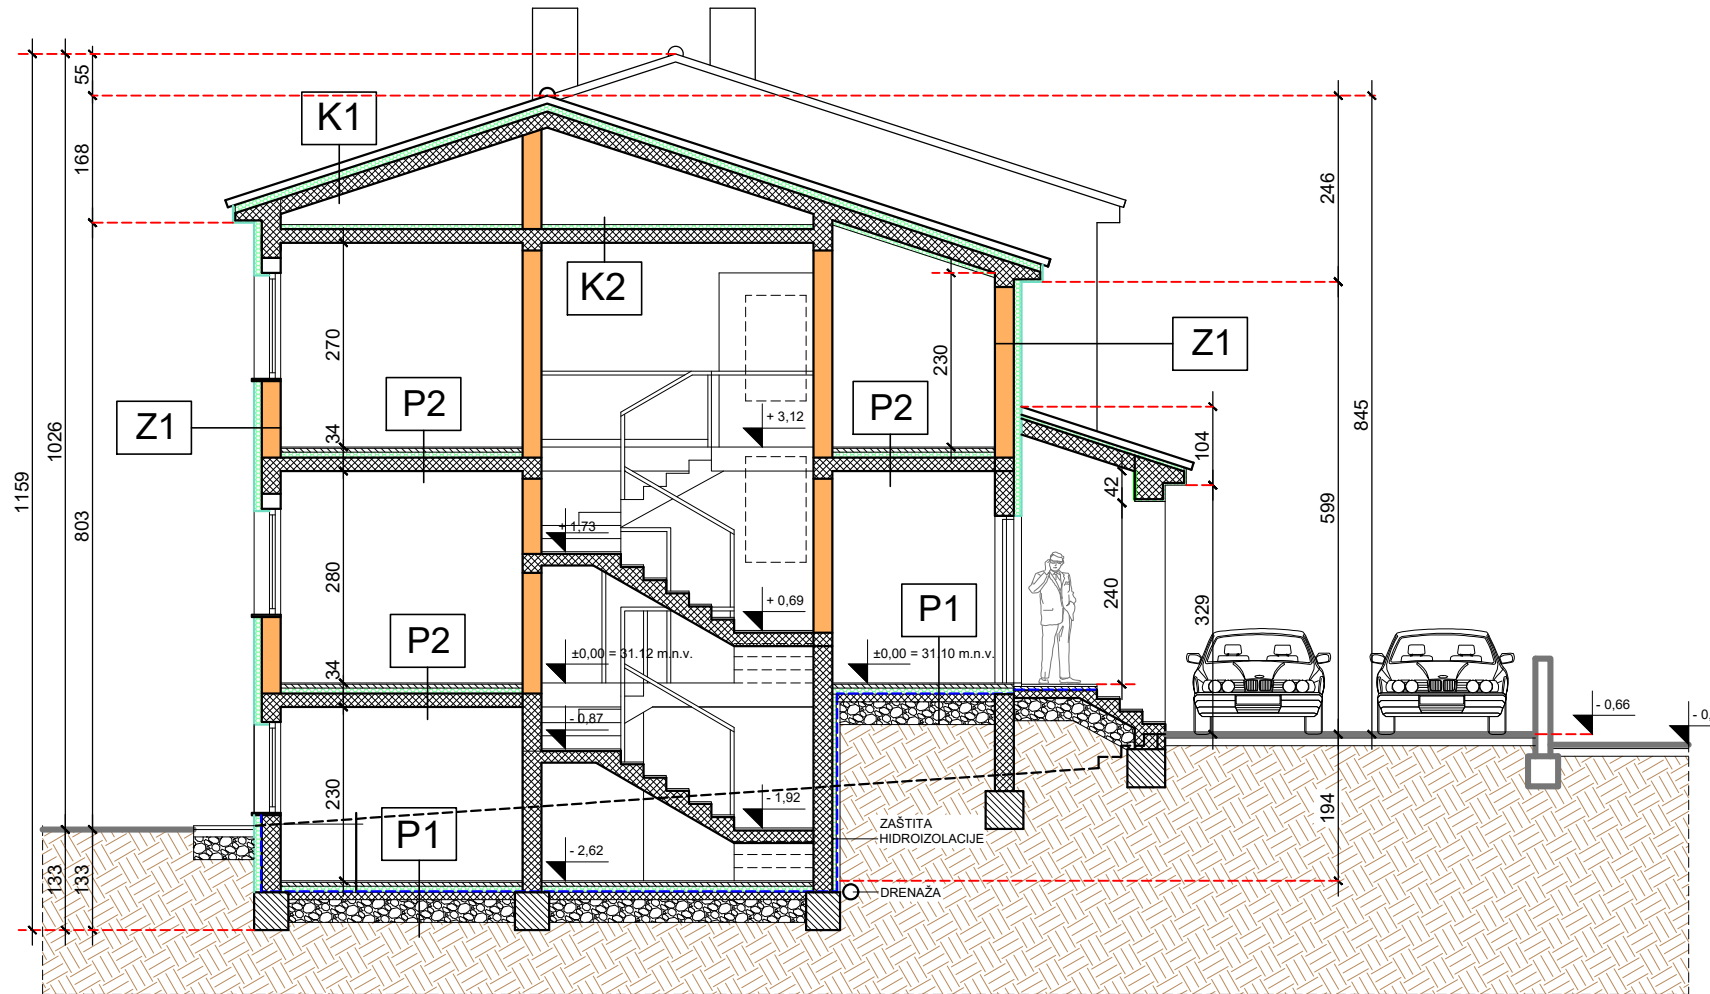 55
168
K1
246
K2
270
230
Z1
Z1
P2
P2
+ 3,12
34
1026
1159
803
845
104
42
599
+ 1,73
280
240
329
P1
P2
+ 0,69
±0,00 = 31.12 m.n.v.
±0,00 = 31.10 m.n.v.
34
- 0,87
- 0,66
- 0,
230
- 1,92
194
P1
ZAŠTITA
HIDROIZOLACIJE
- 2,62
133
133
DRENAŽA